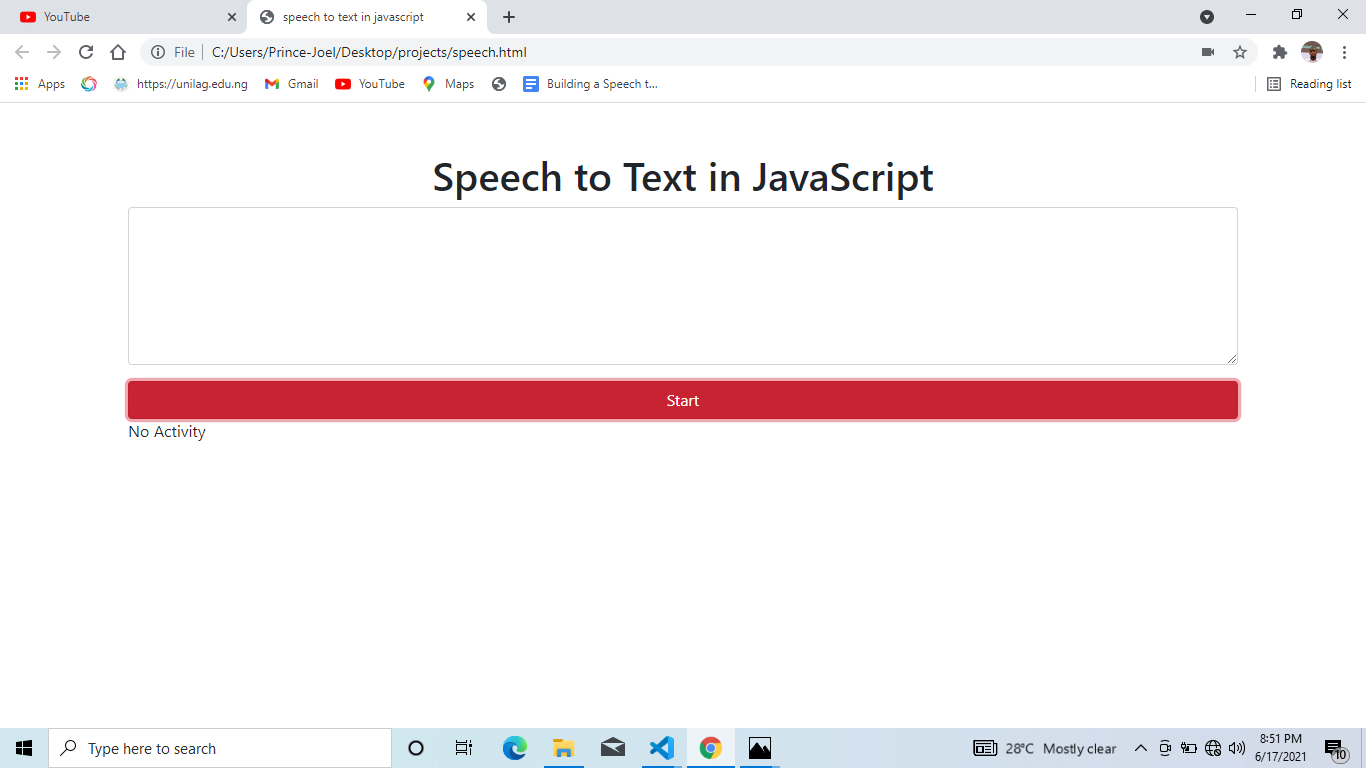 YouTube
speech to text in javascript
File
C:/Users/Prince-Joel/Desktop/projects/speech.html
Apps
https://unilag.edu.ng
Gmail
YouTube
Maps
Building a Speech t...
Reading list
Speech to Text in JavaScript
Start
No Activity
Type here to search
28°C Mostly clear
8:51 PM
6/17/2021
10